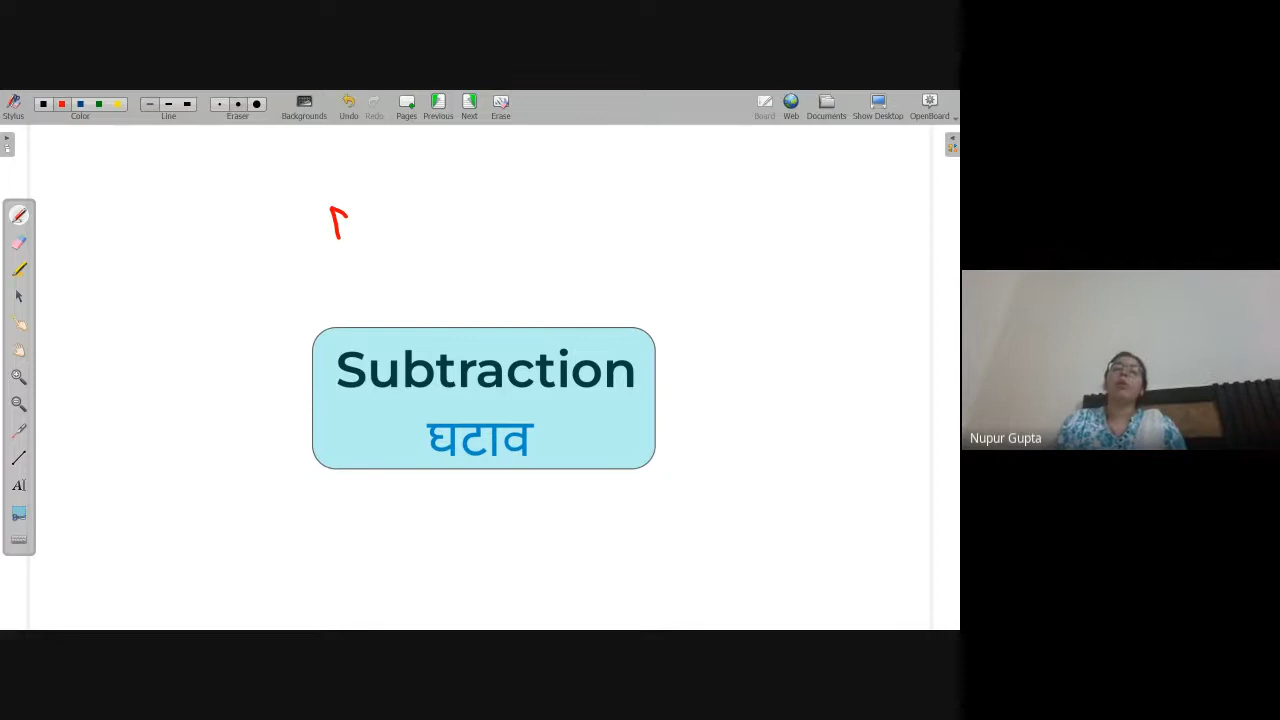 Stylus Color Line Eraser Backgrounds Undo Redo Pages Previous Next Erase Board Web Documents Show Desktop OpenBoard
Subtraction
घटाव
Nupur Gupta